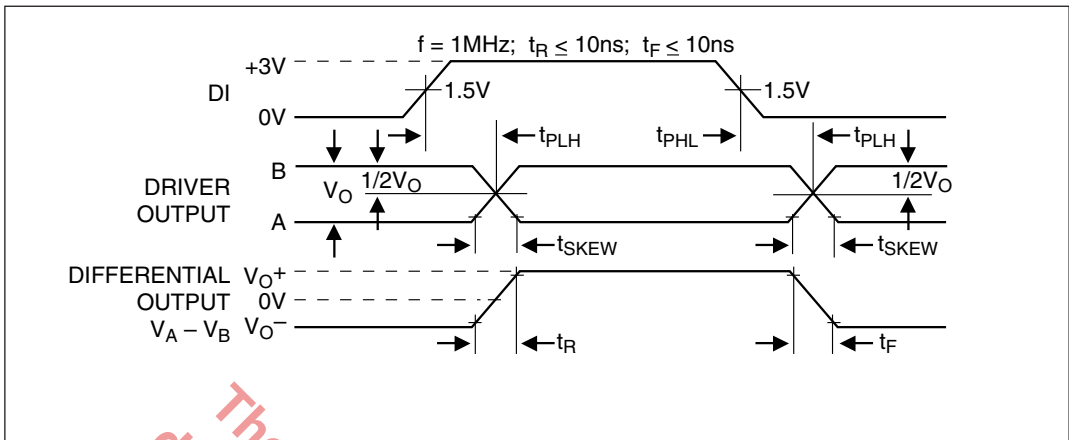 f = 1MHz; tR ≤ 10ns; tF ≤ 10ns
+3V
DI
1.5V
1.5V
0V
tPLH
tPHL
tPLH
B
DRIVER
OUTPUT
VO
1/2VO
1/2VO
A
tSKEW
tSKEW
DIFFERENTIAL
OUTPUT
VA – VB
VO+
0V
VO–
tR
tF
The